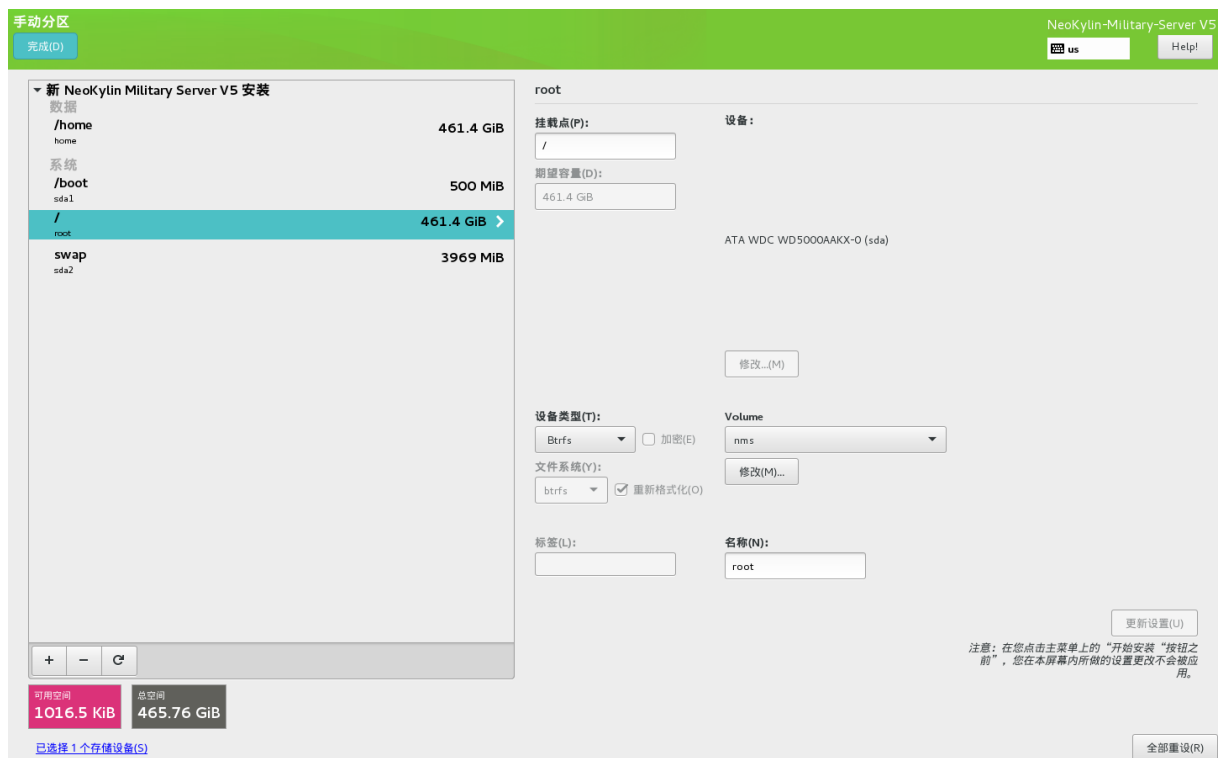 手动分区
NeoKylin-Military-Server V5
完成(D)
us
Help!
新 NeoKylin Military Server V5 安装
数据
/home
461.4 GiB
home
系统
/boot
500 MiB
sda1
/
461.4 GiB
root
swap
3969 MiB
sda2
root
挂载点(P):
设备:
/
期望容量(D):
461.4 GiB
ATA WDC WD5000AAKX-0 (sda)
修改...(M)
设备类型(T):
Volume
Btrfs
加密(E)
nms
文件系统(Y):
修改(M)...
btrfs
重新格式化(O)
标签(L):
名称(N):
root
更新设置(U)
注意:在您点击主菜单上的“开始安装“按钮之
前”,您在本屏幕内所做的设置更改不会被应
用。
+ − 
可用空间
1016.5 KiB
总空间
465.76 GiB
已选择 1 个存储设备(S)
全部重设(R)